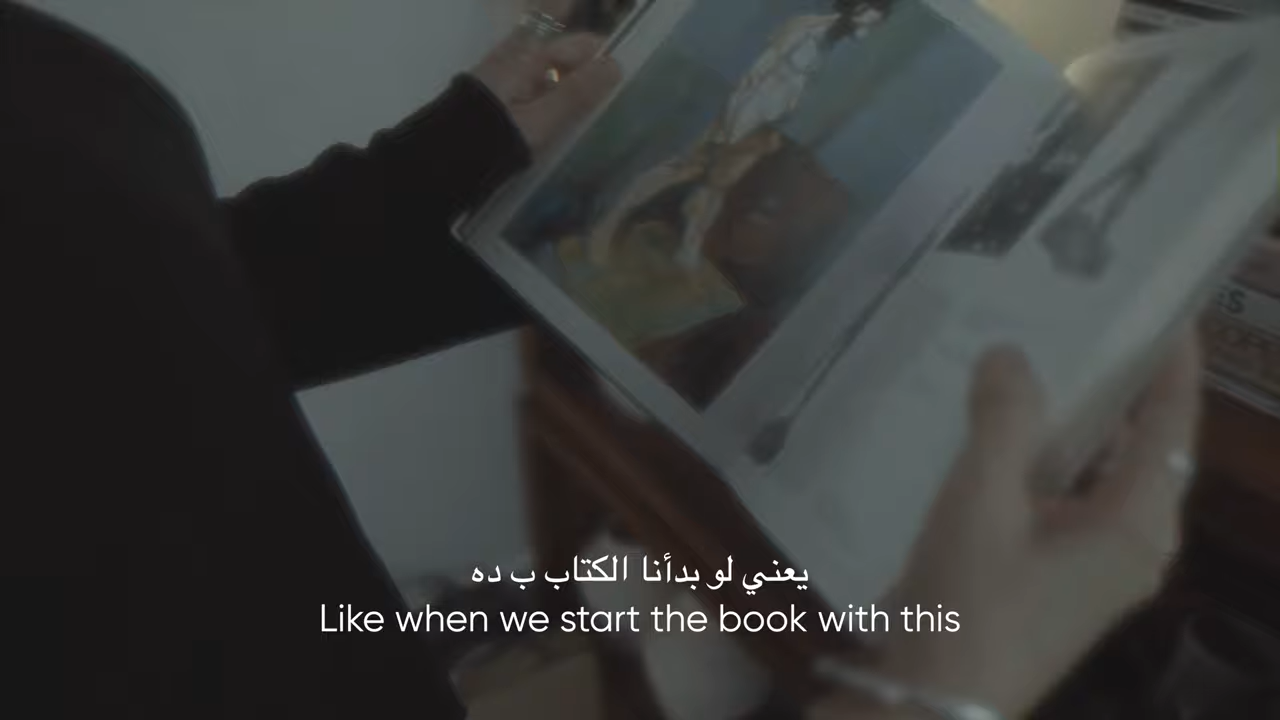 يعني لو بدأنا الكتاب ب ده
Like when we start the book with this